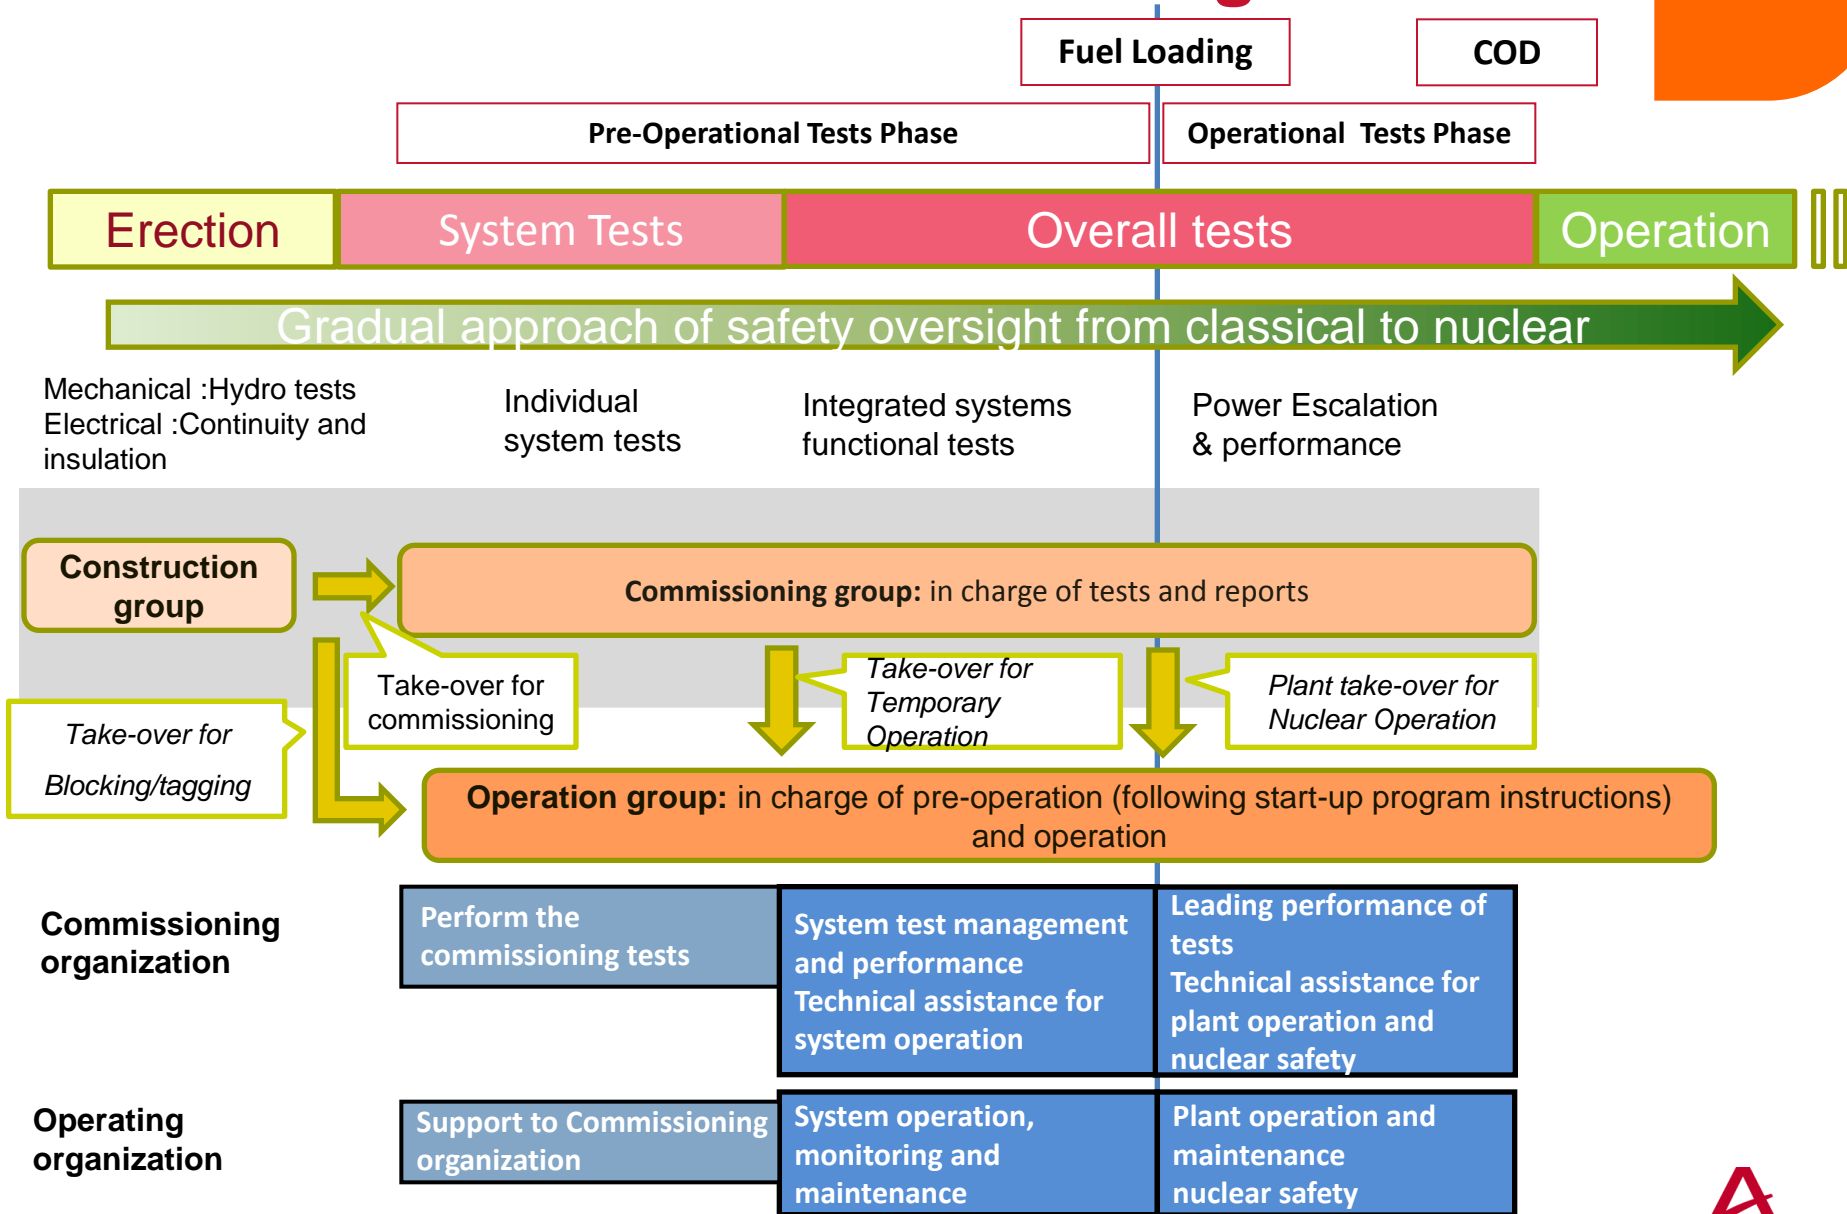 Fuel Loading
COD
Pre-Operational Tests Phase
Operational Tests Phase
Erection
System Tests
Overall tests
Operation
Gradual approach of safety oversight from classical to nuclear
Mechanical :Hydro tests
Electrical :Continuity and
insulation
Individual
system tests
Integrated systems
functional tests
Power Escalation
& performance
Construction
group
Commissioning group: in charge of tests and reports
Take-over for
commissioning
Take-over for
Temporary
Operation
Plant take-over for
Nuclear Operation
Take-over for
Blocking/tagging
Operation group: in charge of pre-operation (following start-up program instructions)
and operation
Commissioning
organization
Perform the
commissioning tests
System test management
and performance
Technical assistance for
system operation
Leading performance of
tests
Technical assistance for
plant operation and
nuclear safety
Operating
organization
Support to Commissioning
organization
System operation,
monitoring and
maintenance
Plant operation and
maintenance
nuclear safety